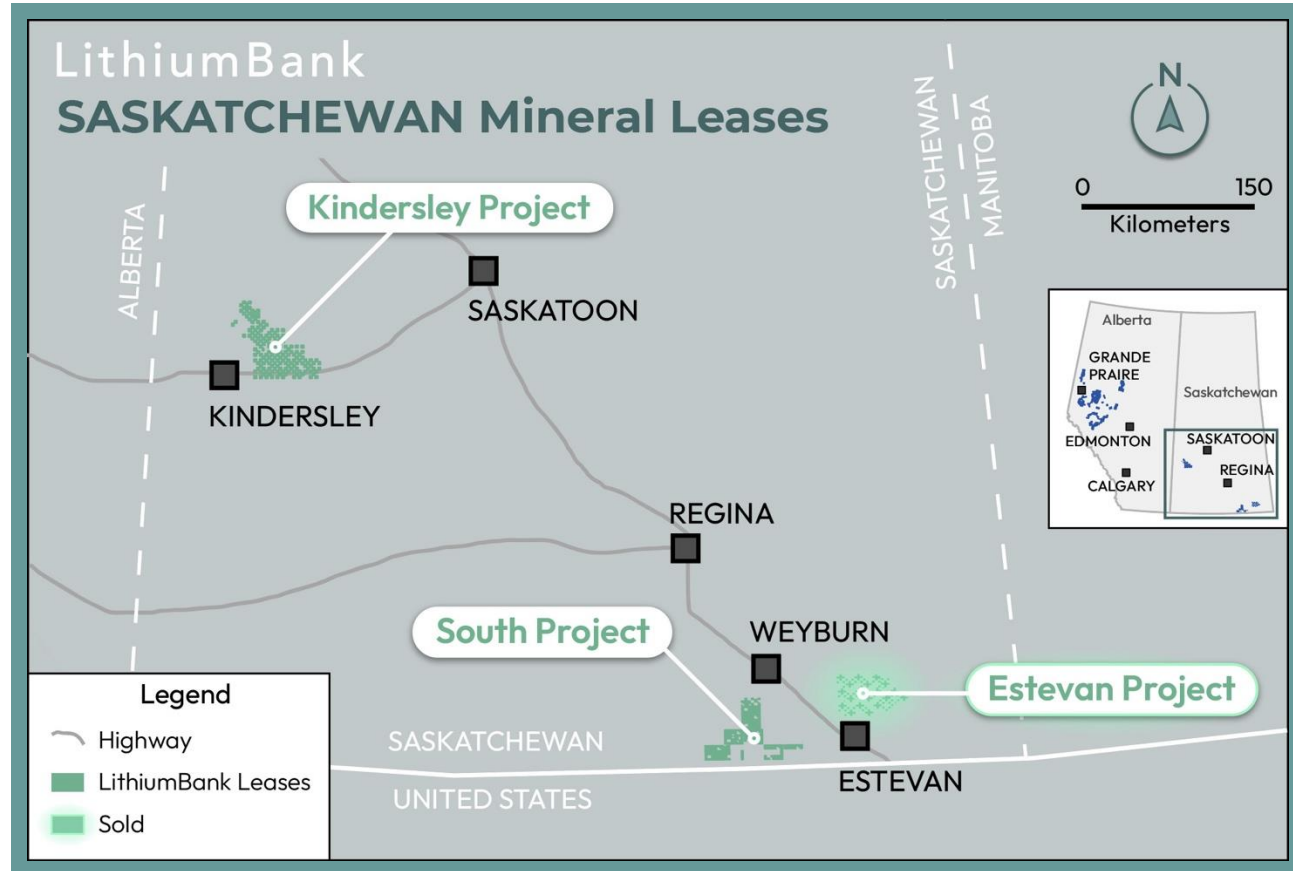 LithiumBank
SASKATCHEWAN Mineral Leases
N
0 150
Kilometers
ALBERTA
SASKATCHEWAN
MANITOBA
Kindersley Project
SASKATOON
KINDERSLEY
REGINA
South Project
WEYBURN
Estevan Project
ESTEVAN
SASKATCHEWAN
UNITED STATES
Alberta
GRANDE
PRAIRE
Saskatchewan
EDMONTON
SASKATOON
CALGARY
REGINA
Legend
Highway
LithiumBank Leases
Sold